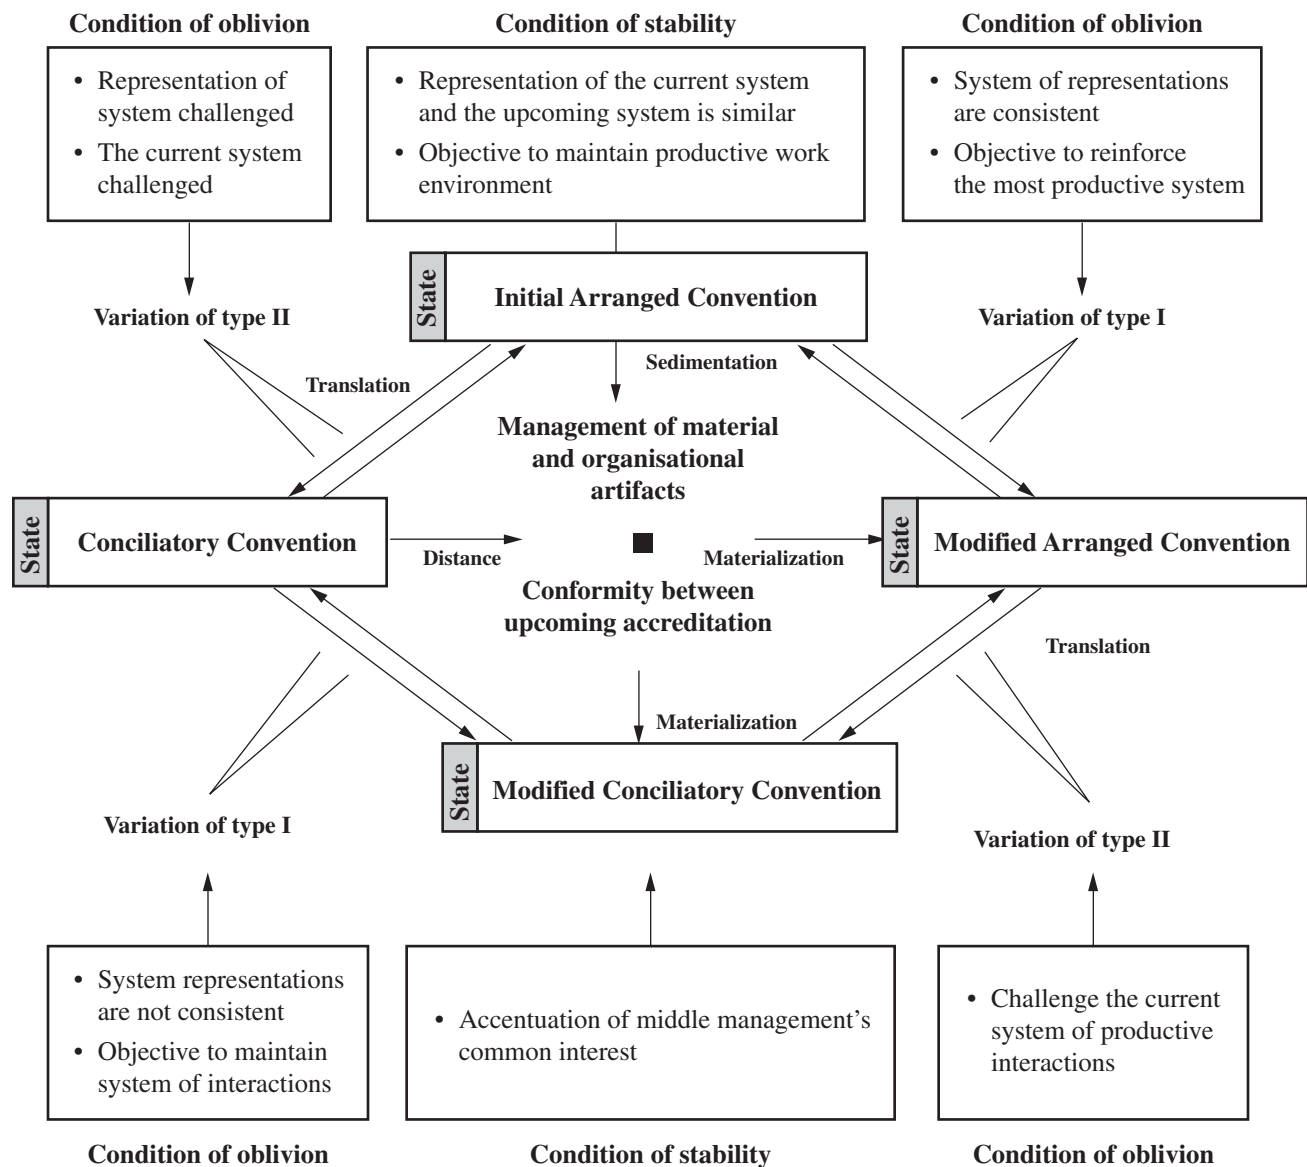 Condition of oblivion
Condition of stability
Condition of oblivion
• Representation of
system challenged
• The current system
challenged
• Representation of the current system
and the upcoming system is similar
• Objective to maintain productive work
environment
• System of representations
are consistent
• Objective to reinforce
the most productive system
State
Initial Arranged Convention
Variation of type II
Variation of type I
Translation
Sedimentation
Management of material
and organisational
artifacts
State
Conciliatory Convention
Distance
Materialization
State
Modified Arranged Convention
Conformity between
upcoming accreditation
Translation
Materialization
State
Modified Conciliatory Convention
Variation of type I
Variation of type II
• System representations
are not consistent
• Objective to maintain
system of interactions
• Accentuation of middle management’s
common interest
• Challenge the current
system of productive
interactions
Condition of oblivion
Condition of stability
Condition of oblivion